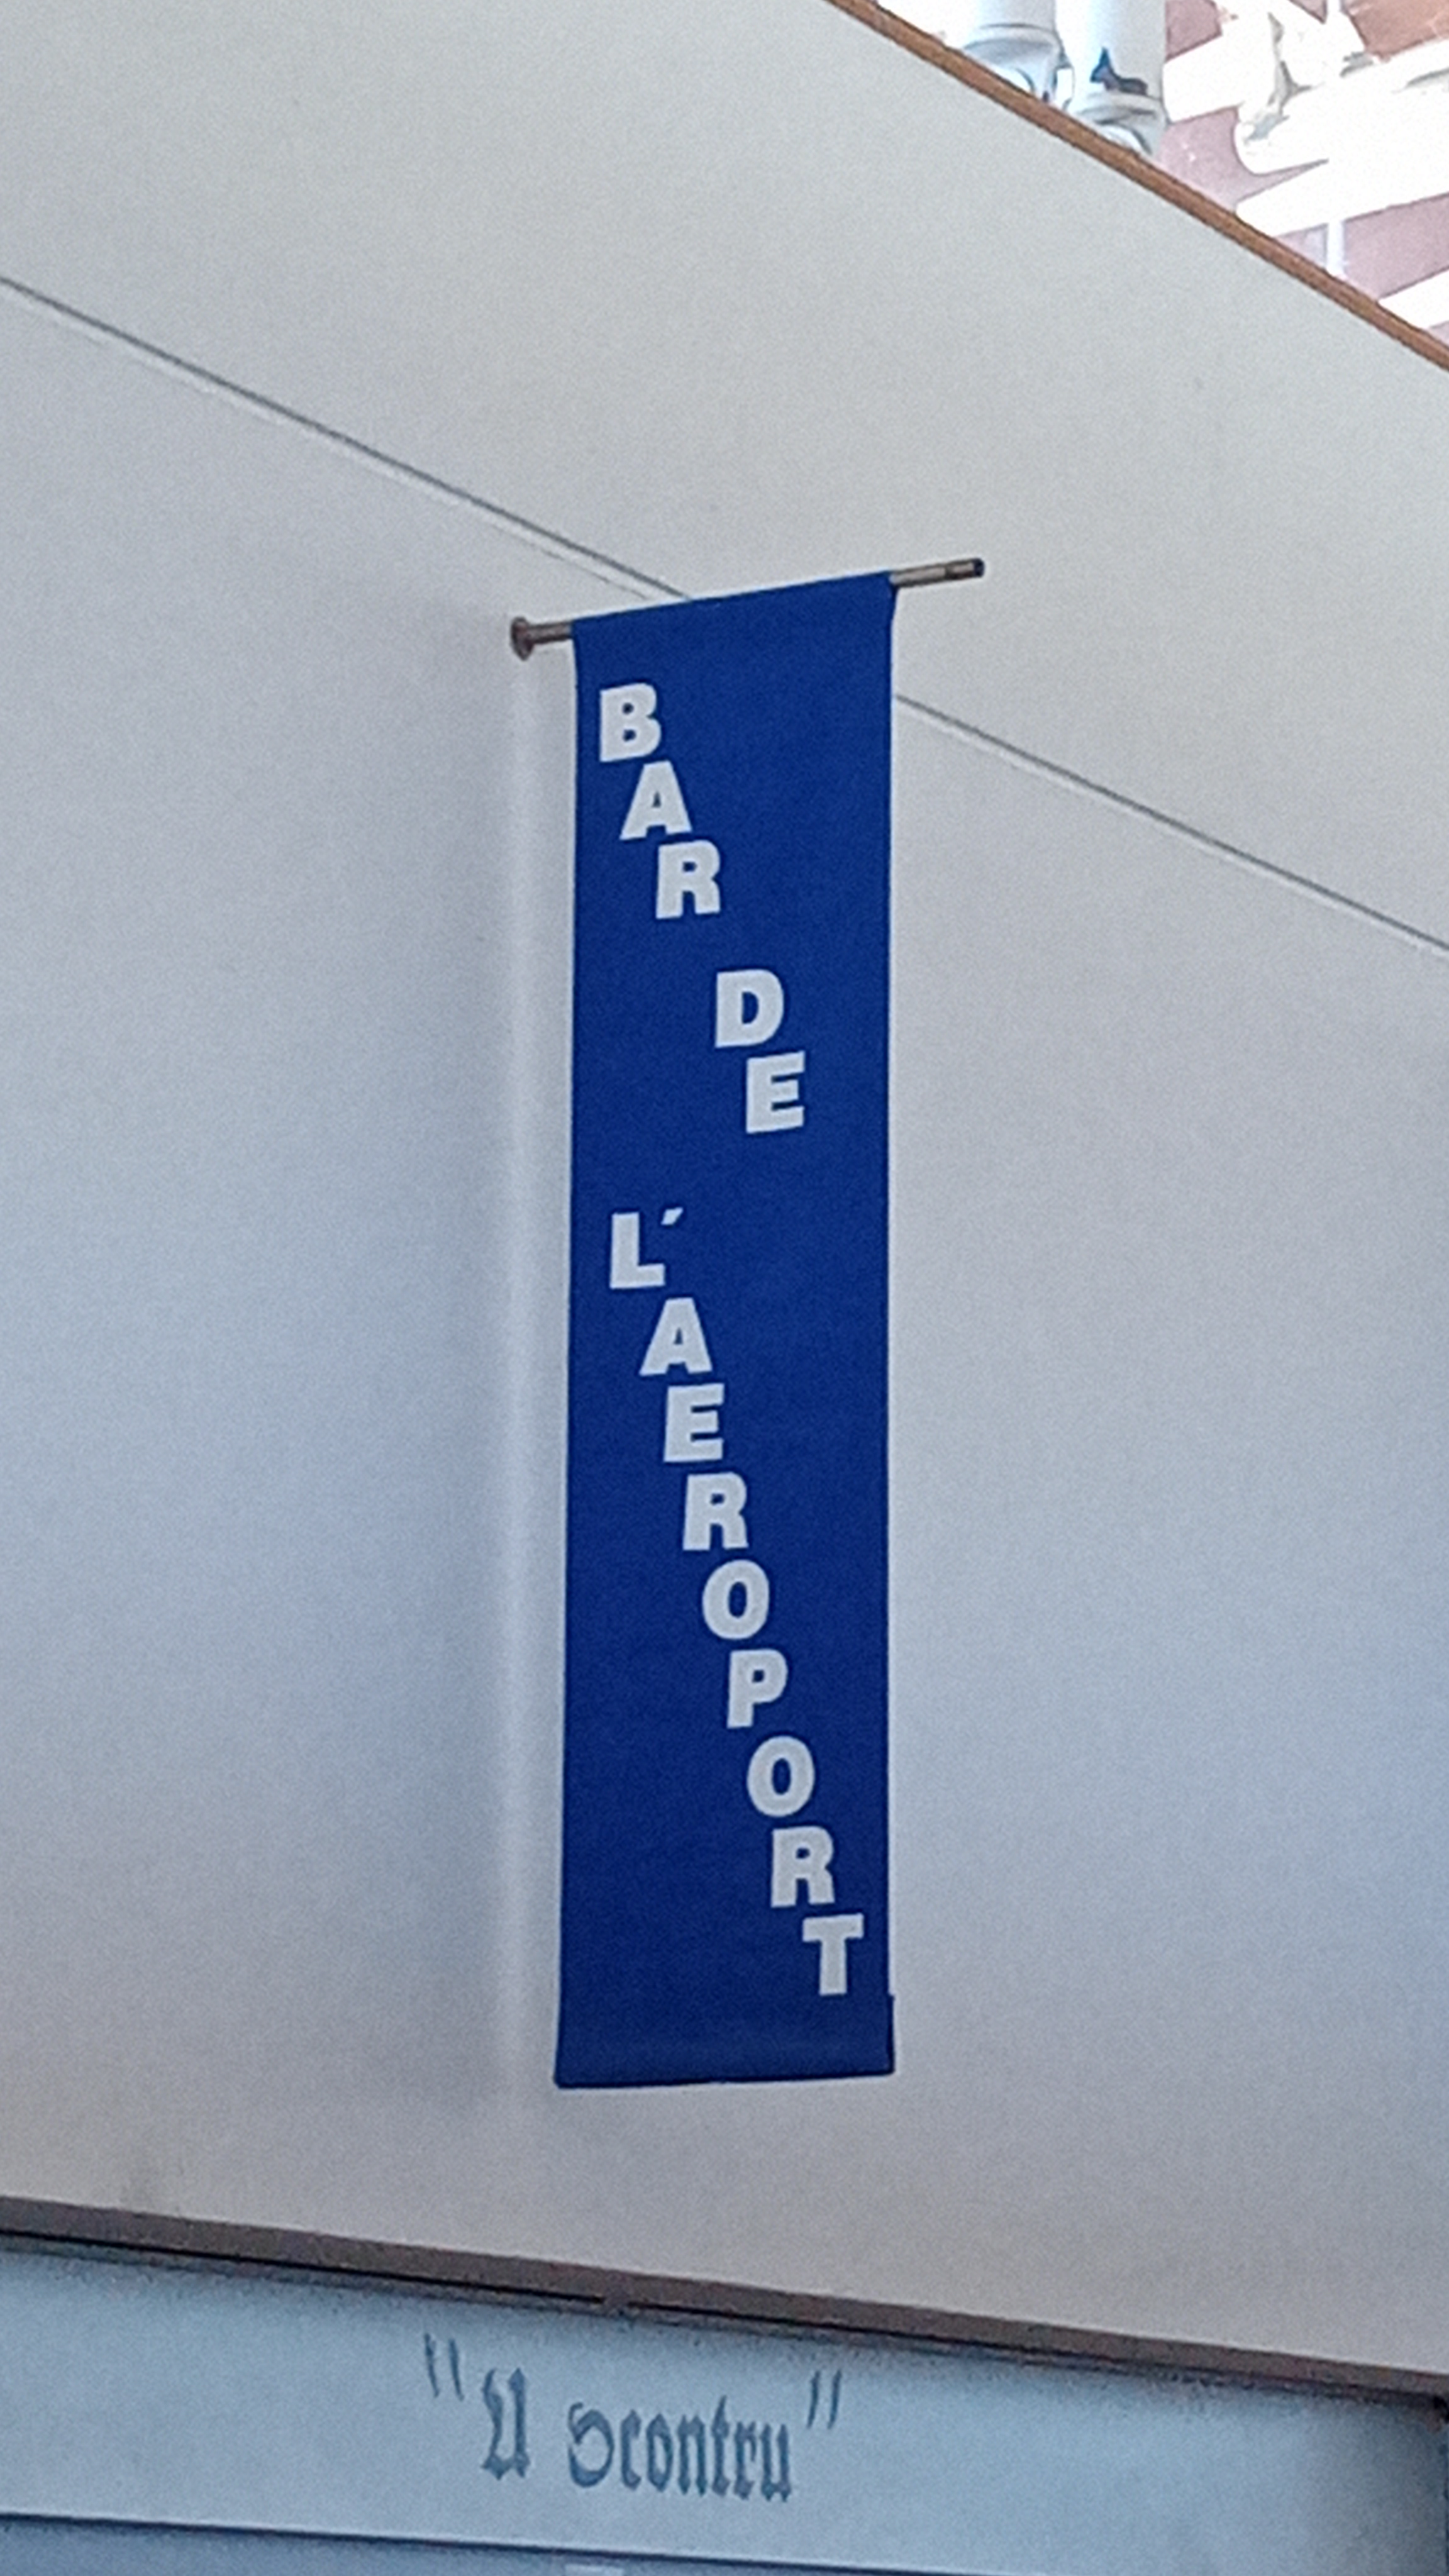 BAR DE
L'AEROPORT
"U Scontru"